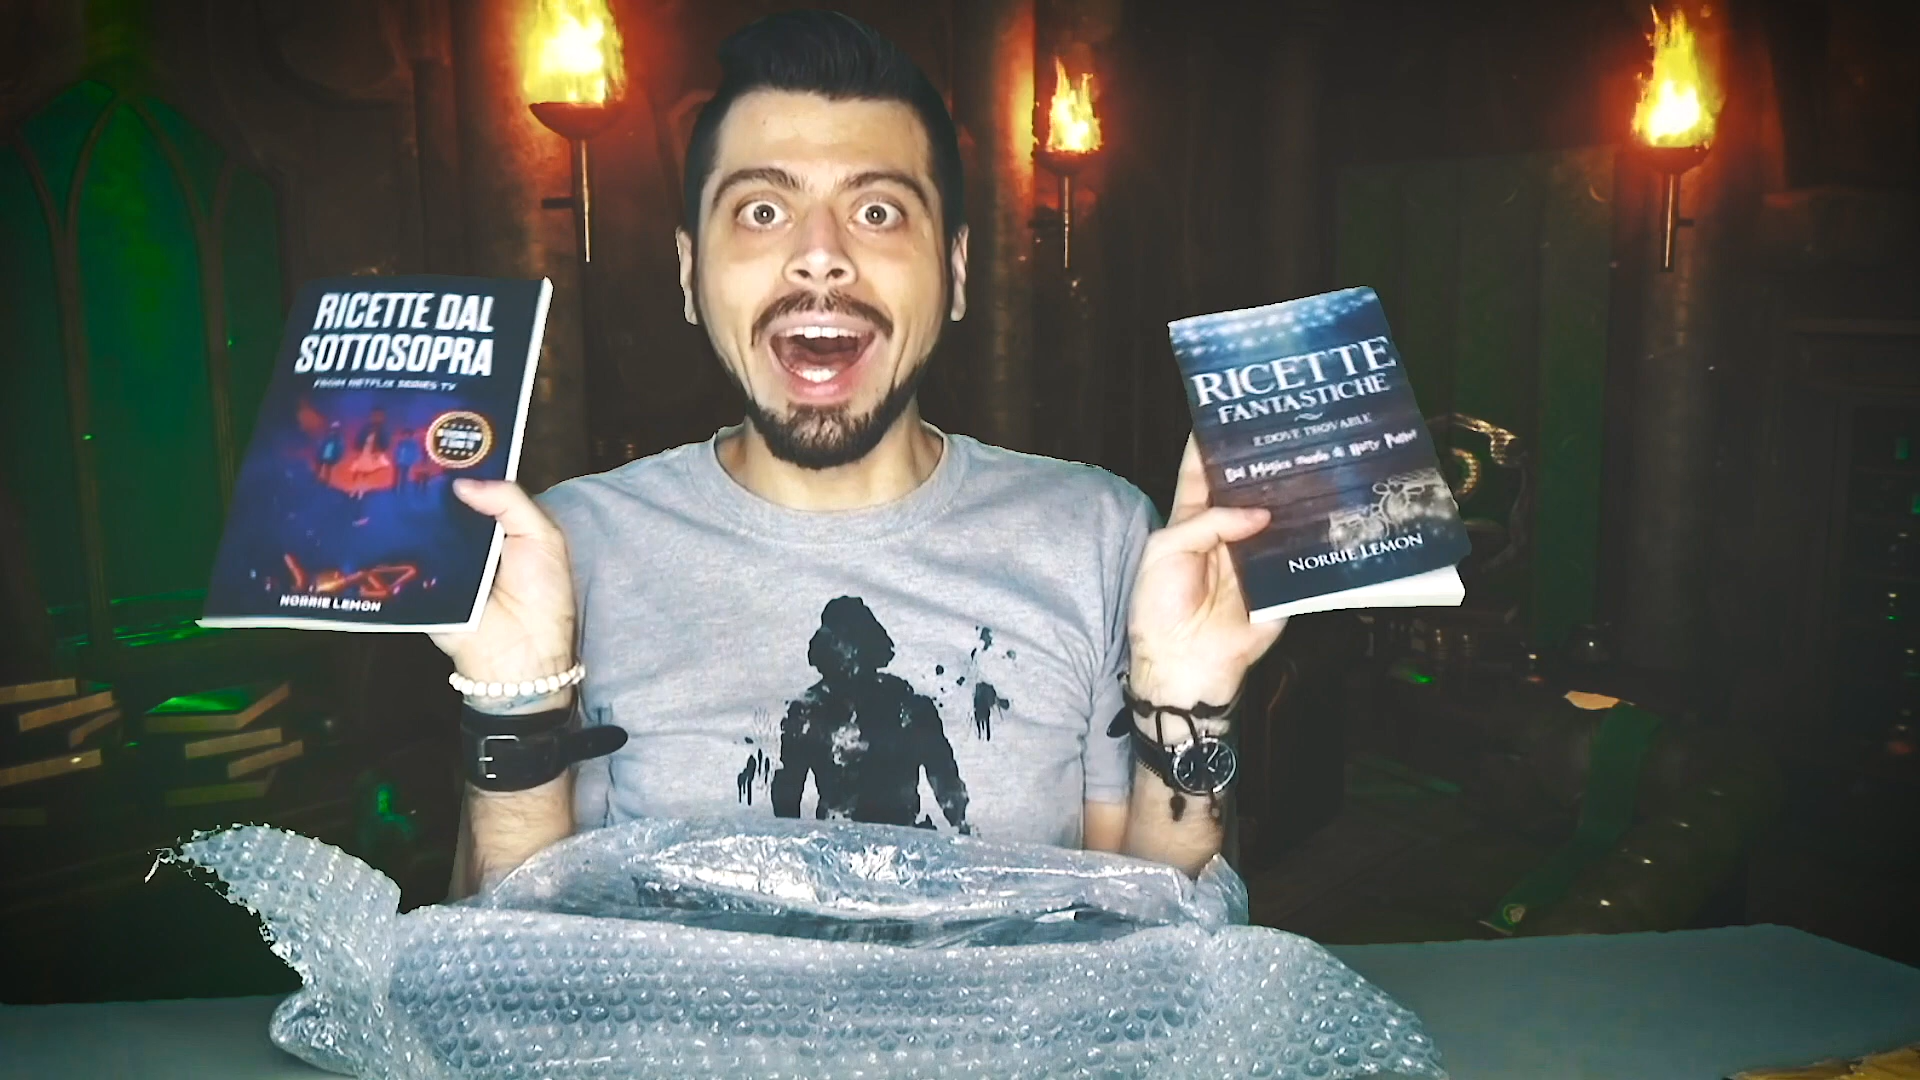 RICETTE DAL
SOTTOSOPRA
FROM NETFLIX SERIES TV
NORRIE LEMON
RICETTE
FANTASTICHE
E DOVE TROVARLE
Dal Magico mondo di Harry Potter
NORRIE LEMON